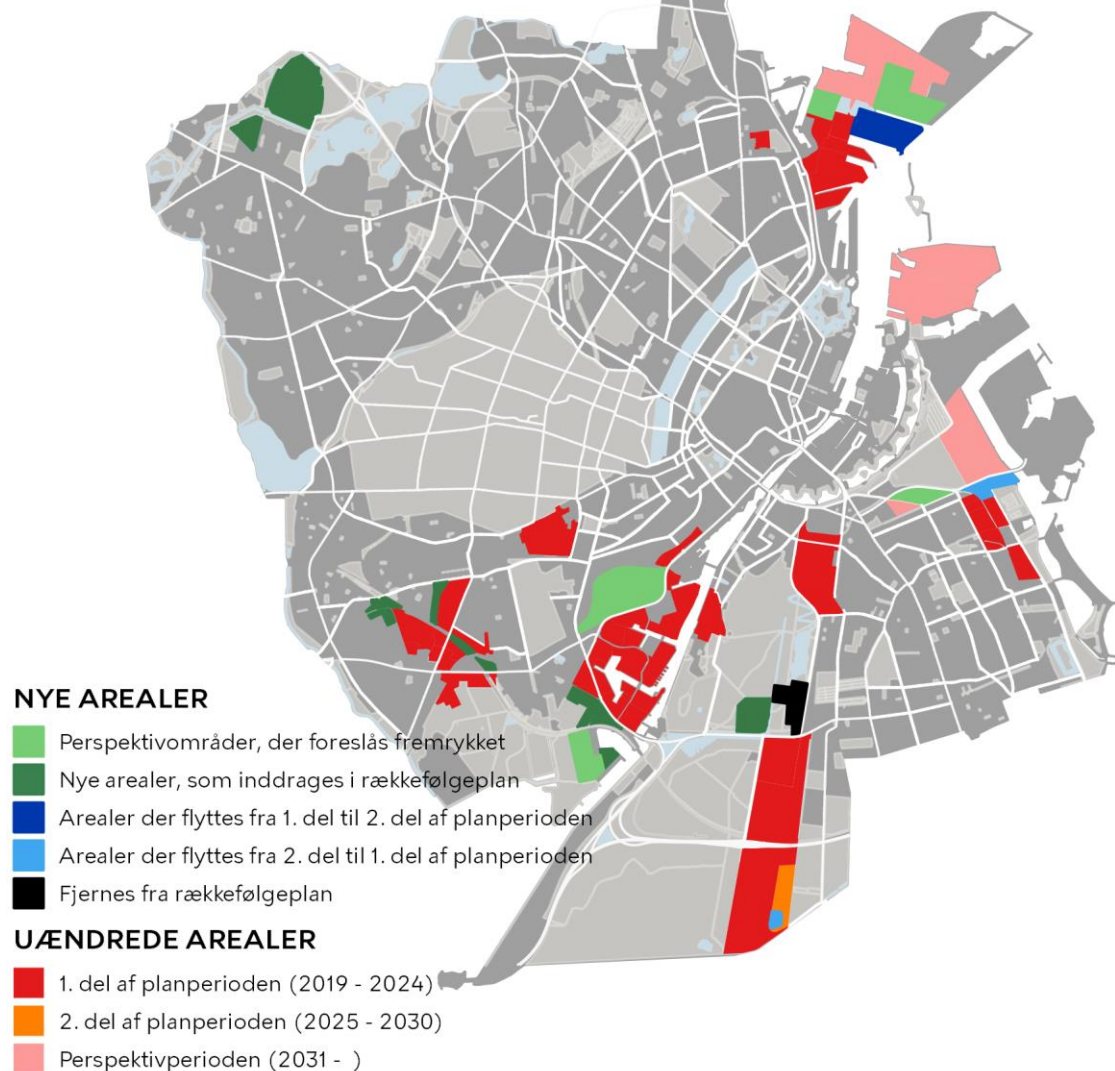 NYE AREALER
Perspektivområder, der foreslås fremrykket
Nye arealer, som inddrages i rækkefølgeplan
Arealer der flyttes fra 1. del til 2. del af planperioden
Arealer der flyttes fra 2. del til 1. del af planperioden
Fjernes fra rækkefølgeplan
UÆNDREDE AREALER
1. del af planperioden (2019 - 2024)
2. del af planperioden (2025 - 2030)
Perspektivperioden (2031 - )